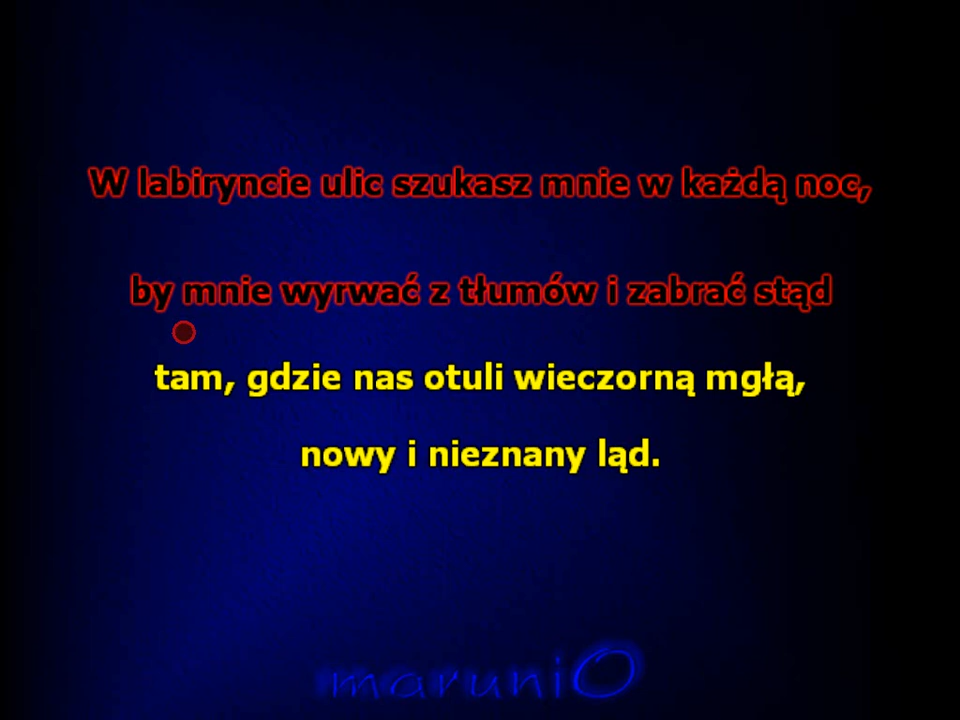 W labiryncie ulic szukasz mnie w każdą noc,
by mnie wyrwać z tłumów i zabrać stąd
tam, gdzie nas otuli wieczorną mgłą,
nowy i nieznany ląd.
maruniO